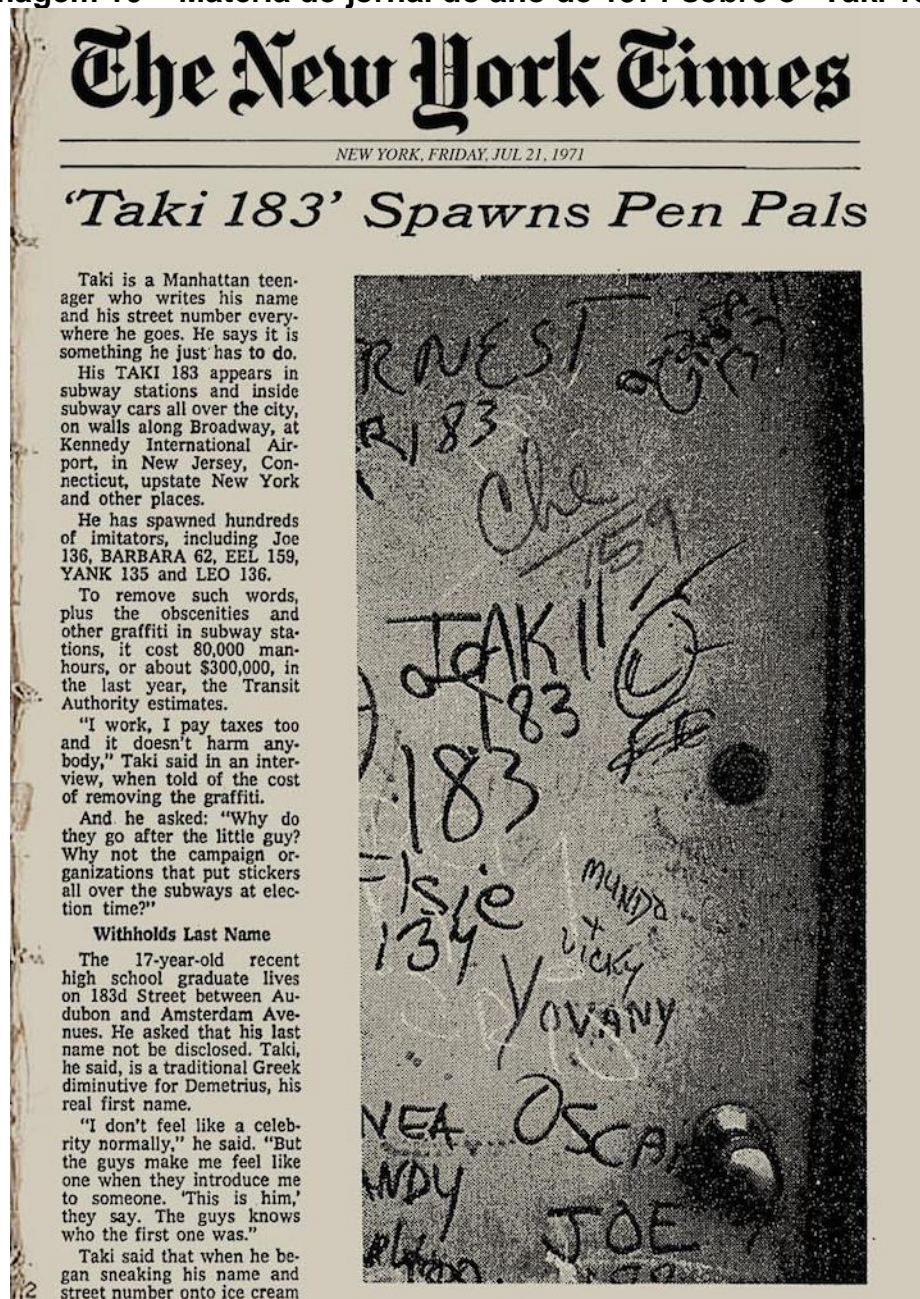 Matéria de jornal do ano de 1971 sobre o “Taki
The New York Times
NEW YORK, FRIDAY, JUL 21, 1971
‘Taki 183’ Spawns Pen Pals
Taki is a Manhattan teen-
ager who writes his name
and his street number every-
where he goes. He says it is
something he just has to do.
His TAKI 183 appears in
subway stations and inside
subway cars all over the city,
on walls along Broadway, at
Kennedy International Air-
port, in New Jersey, Con-
necticut, upstate New York
and other places.
He has spawned hundreds
of imitators, including Joe
136, BARBARA 62, EEL 159,
YANK 135 and LEO 136.
To remove such words,
plus the obscenities and
other graffiti in subway sta-
tions, it cost 80,000 man-
hours, or about $300,000, in
the last year, the Transit
Authority estimates.
“I work, I pay taxes too
and it doesn't harm any-
body,” Taki said in an inter-
view, when told of the cost
of removing the graffiti.
And he asked: “Why do
they go after the little guy?
Why not the campaign or-
ganizations that put stickers
all over the subways at elec-
tion time?”
Withholds Last Name
The 17-year-old recent
high school graduate lives
on 183d Street between Au-
dubon and Amsterdam Ave-
nues. He asked that his last
name not be disclosed. Taki,
he said, is a traditional Greek
diminutive for Demetrius, his
real first name.
“I don't feel like a celeb-
rity normally,” he said. “But
the guys make me feel like
one when they introduce me
to someone. ‘This is him,’
they say. The guys knows
who the first one was.”
Taki said that when he be-
gan sneaking his name and
street number onto ice cream
RNEST
183
Che
159
TAKI
183
183
Elsie
137
MUNDO
+
VICKY
YOVANY
NEA
OSCAR
ANDY
JOE